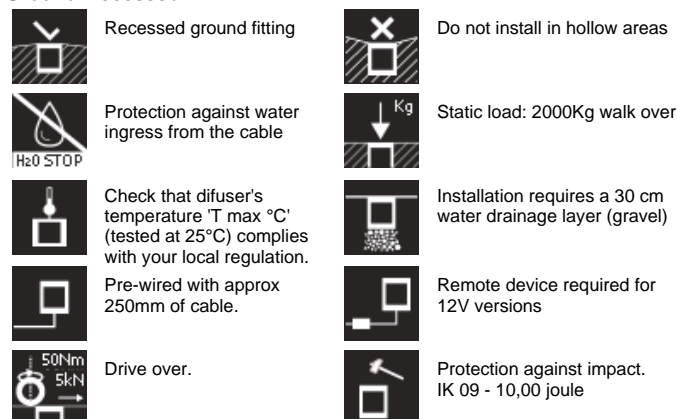 Recessed ground fitting
Do not install in hollow areas
H20 STOP
Protection against water
ingress from the cable
Kg
Static load: 2000Kg walk over
Check that difuser's
temperature 'T max °C'
(tested at 25°C) complies
with your local regulation.
Installation requires a 30 cm
water drainage layer (gravel)
Pre-wired with approx
250mm of cable.
Remote device required for
12V versions
50Nm
5kN
Drive over.
Protection against impact.
IK 09 - 10,00 joule